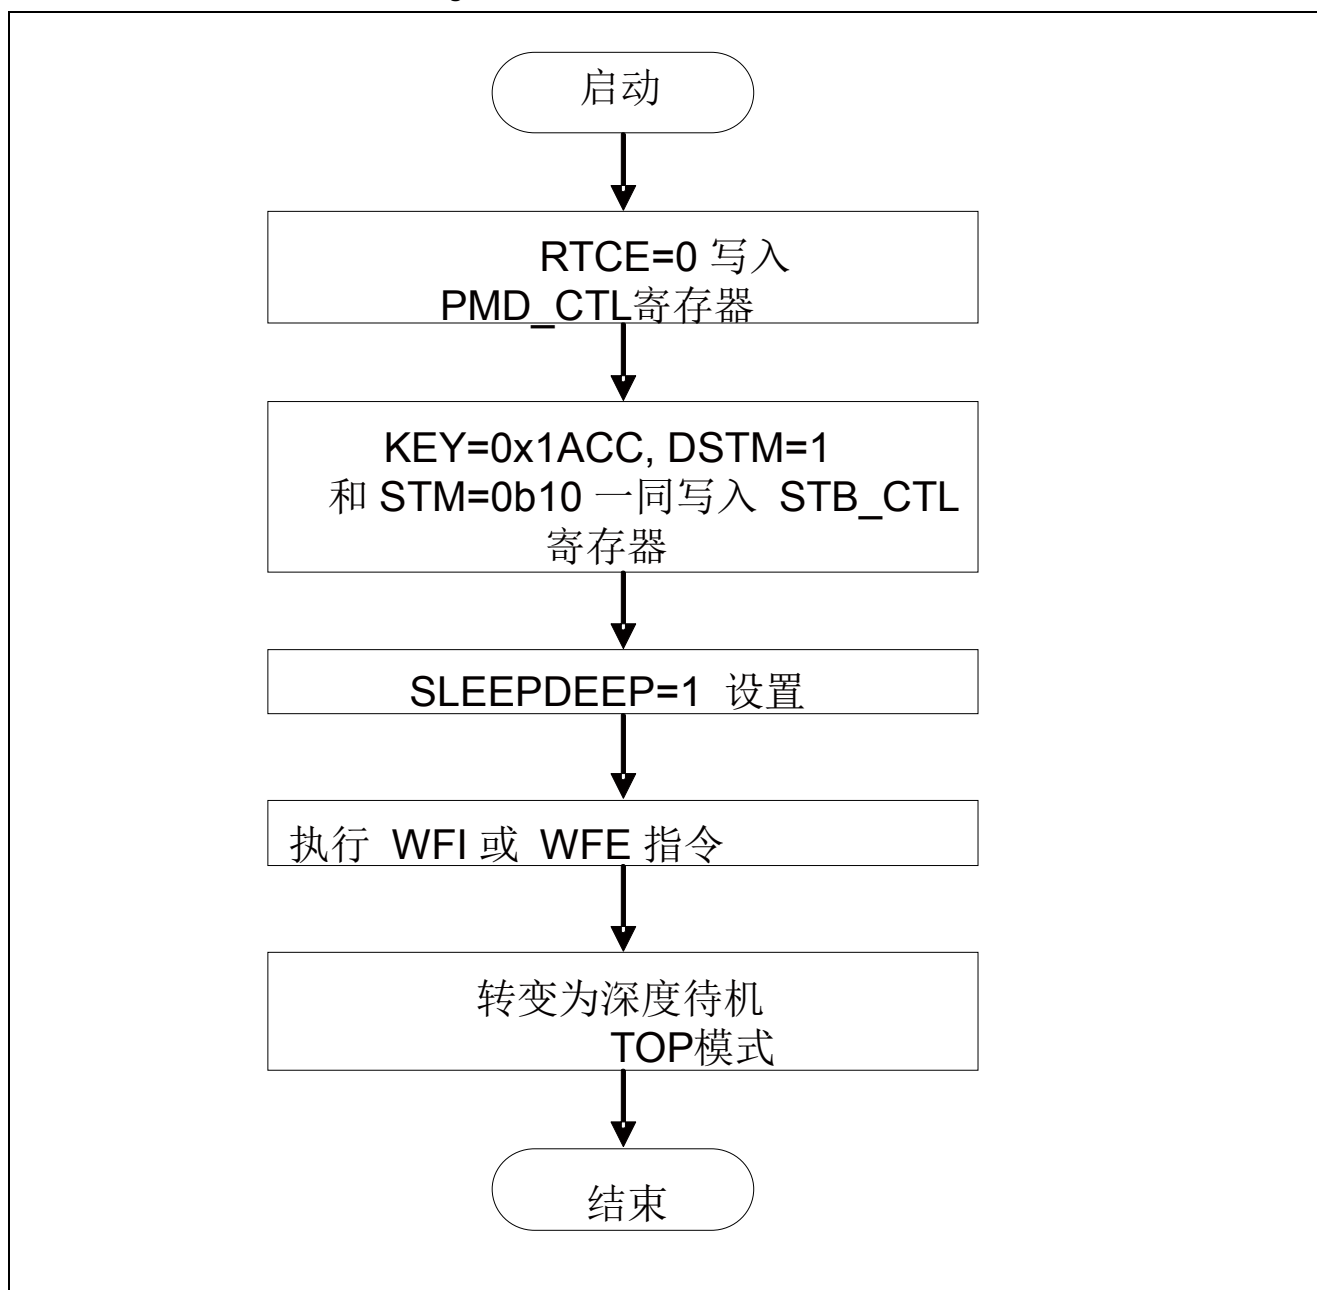 启动
RTCE=0 写入
PMD_CTL寄存器
KEY=0x1ACC, DSTM=1
和 STM=0b10 一同写入 STB_CTL
寄存器
SLEEPDEEP=1 设置
执行 WFI 或 WFE 指令
转变为深度待机
TOP模式
结束